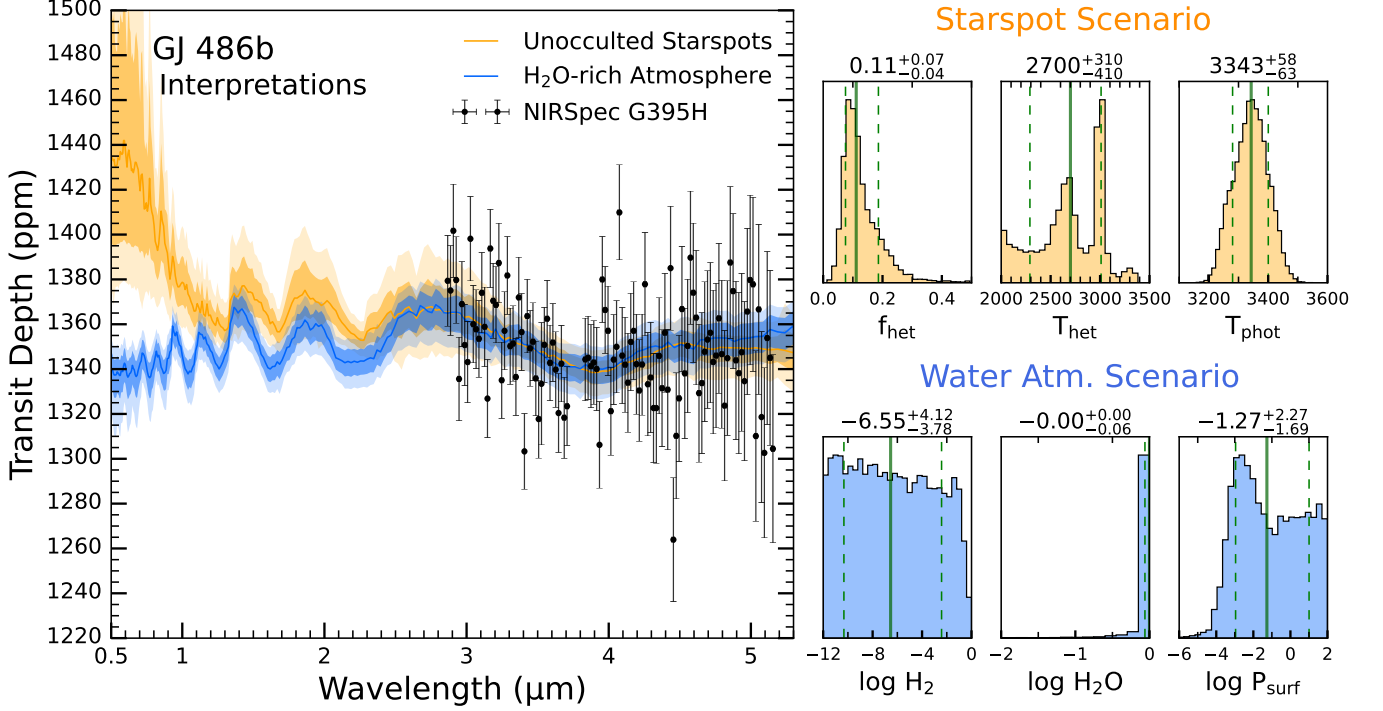 GJ 486b
Interpretations
Unocculted Starspots
H₂O-rich Atmosphere
NIRSpec G395H
1500
1480
1460
1440
1420
1400
1380
1360
1340
1320
1300
1280
1260
1240
1220
Transit Depth (ppm)
0.5 1 2 3 4 5
Wavelength (μm)
Starspot Scenario
0.11+0.07−0.04 2700+310−410 3343+58−63
0.0 0.2 0.4 2000 2500 3000 3500 3200 3400 3600
f_het T_het T_phot
Water Atm. Scenario
−6.55+4.12−3.78 −0.00+0.00−0.06 −1.27+2.27−1.69
−12 −8 −4 0 −2 −1 0 −6 −4 −2 0 2
log H₂ log H₂O log P_surf